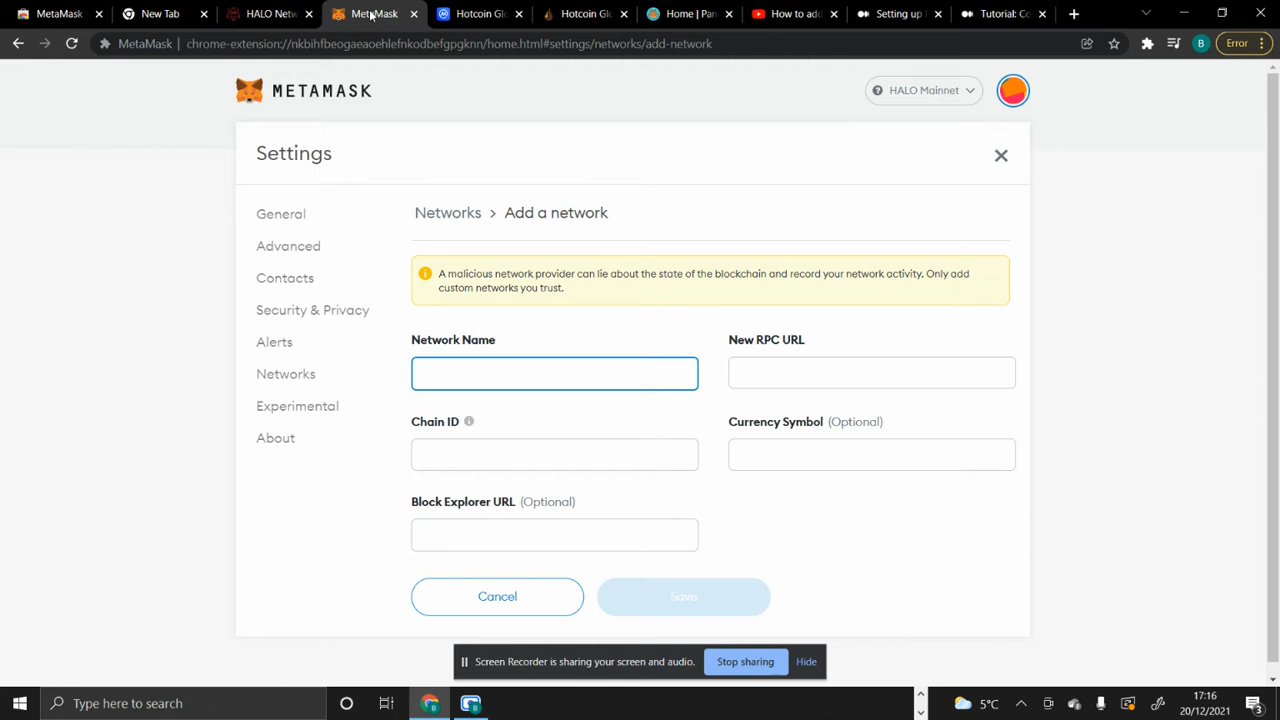 MetaMask -
New Tab
HALO Netw
MetaMask
Hotcoin Glo
Hotcoin Glo
Home | Pan
How to add
Setting up
Tutorial: Co
MetaMask
chrome-extension://nkbihfbeogaeaoehlefnkodbefgpgknn/home.html#settings/networks/add-network
B
Error
METAMASK
HALO Mainnet
Settings
General
Advanced
Contacts
Security & Privacy
Alerts
Networks
Experimental
About
Networks > Add a network
A malicious network provider can lie about the state of the blockchain and record your network activity. Only add
custom networks you trust.
Network Name
New RPC URL
Chain ID
Currency Symbol (Optional)
Block Explorer URL (Optional)
Cancel
Save
Screen Recorder is sharing your screen and audio.
Stop sharing
Hide
Type here to search
5°C
17:16
20/12/2021
3